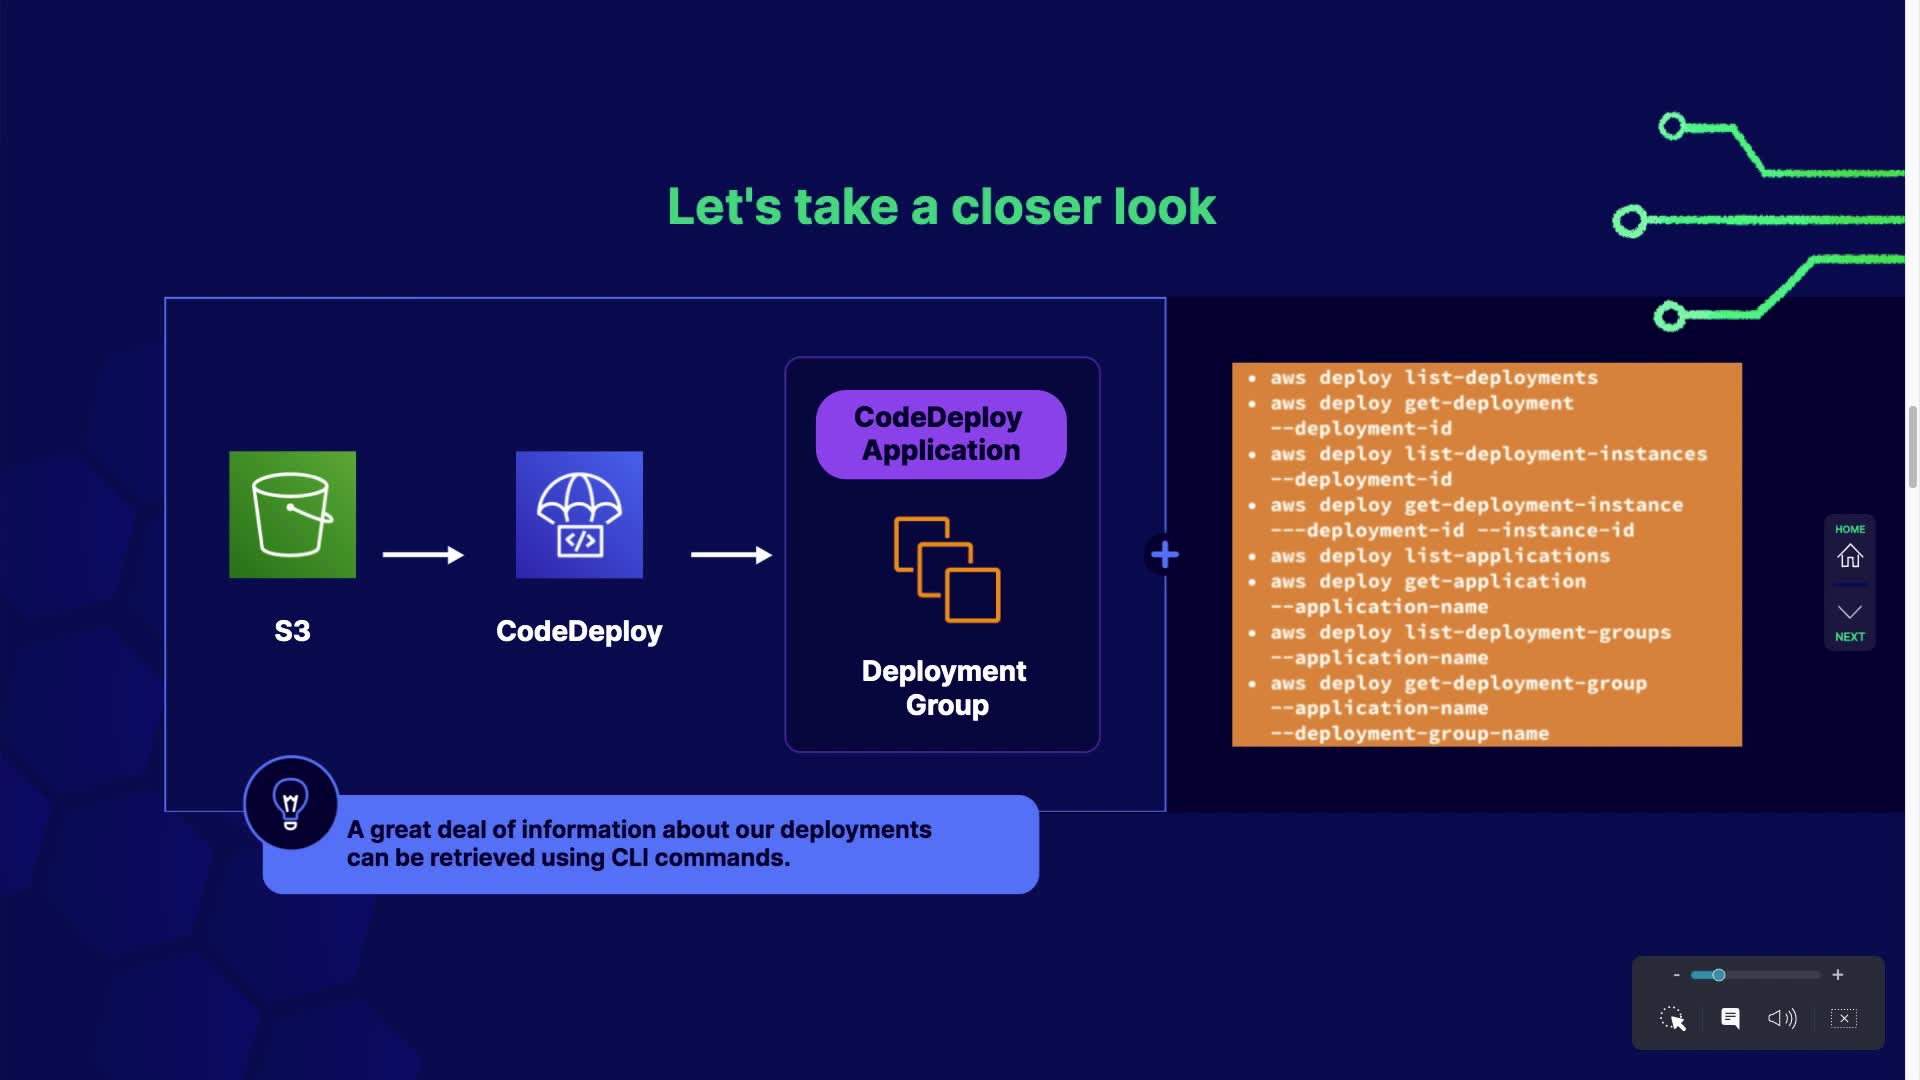 Let's take a closer look
S3
CodeDeploy
CodeDeploy
Application
Deployment
Group
A great deal of information about our deployments
can be retrieved using CLI commands.
• aws deploy list-deployments
• aws deploy get-deployment
--deployment-id
• aws deploy list-deployment-instances
--deployment-id
• aws deploy get-deployment-instance
---deployment-id --instance-id
• aws deploy list-applications
• aws deploy get-application
--application-name
• aws deploy list-deployment-groups
--application-name
• aws deploy get-deployment-group
--application-name
--deployment-group-name
HOME
NEXT